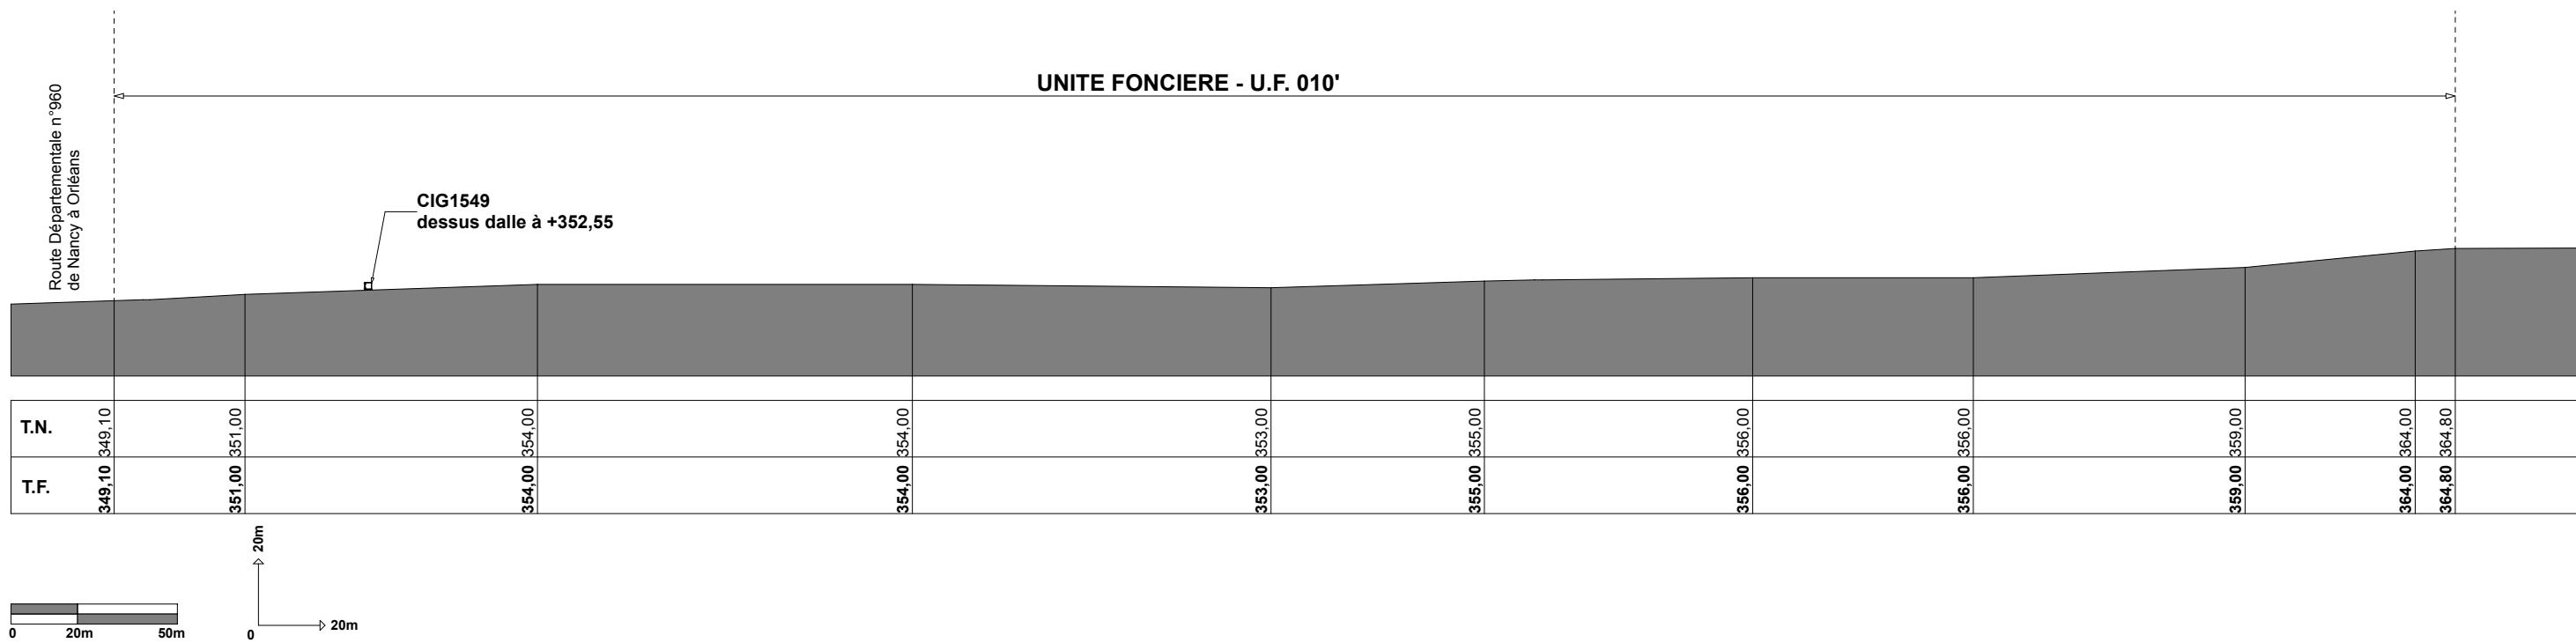 UNITE FONCIERE - U.F. 010'
Route Départementale n°960
de Nancy à Orléans
CIG1549
dessus dalle à +352,55
T.N. 349,10 351,00 354,00 354,00 353,00 355,00 356,00 356,00 359,00 364,00 364,80
T.F. 349,10 351,00 354,00 354,00 353,00 355,00 356,00 356,00 359,00 364,00 364,80
20m
0 20m 50m
0 20m